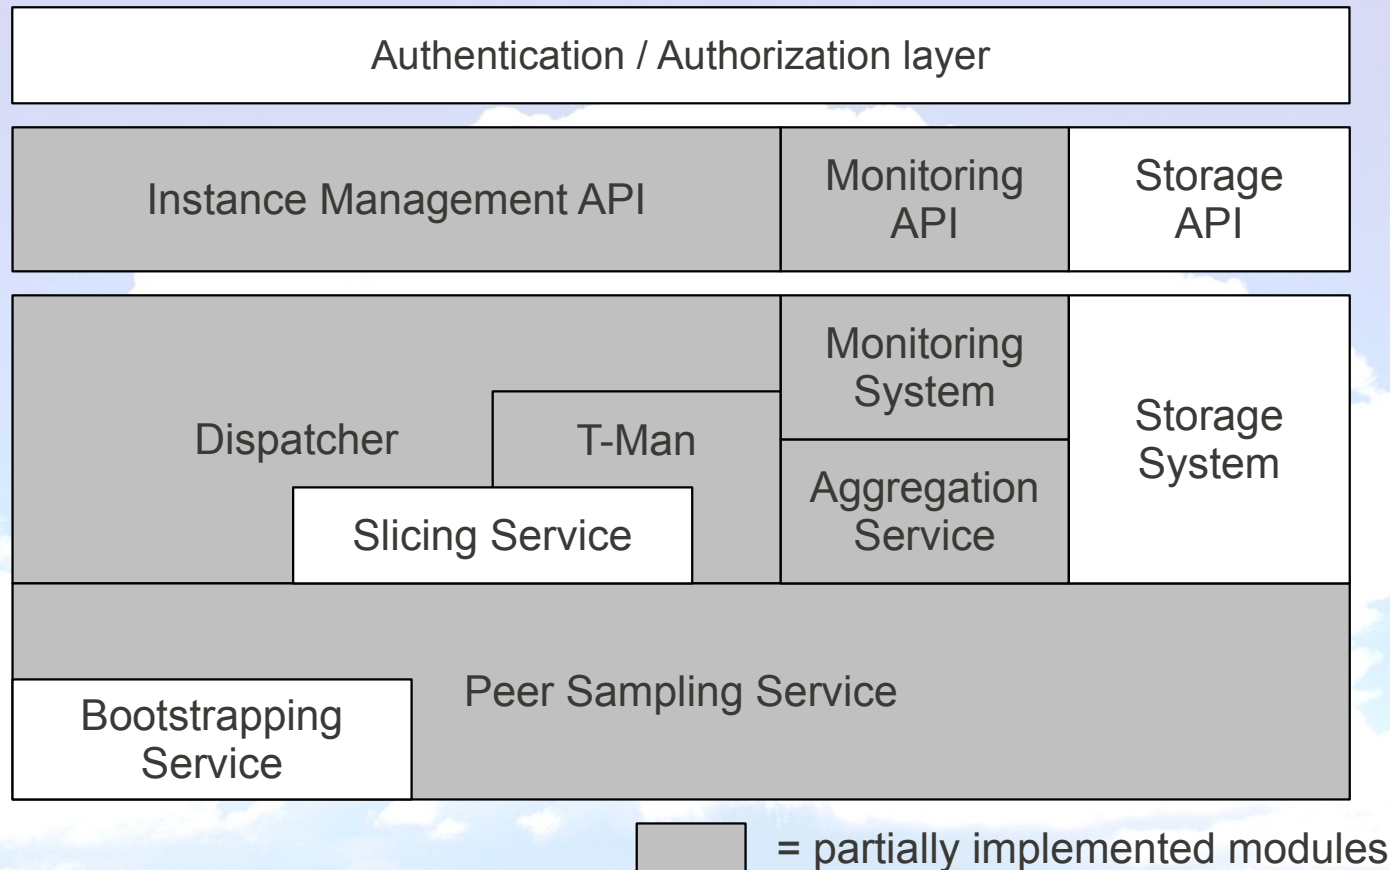 Authentication / Authorization layer
Instance Management API
Monitoring
API
Storage
API
Dispatcher
T-Man
Slicing Service
Monitoring
System
Aggregation
Service
Storage
System
Peer Sampling Service
Bootstrapping
Service
= partially implemented modules